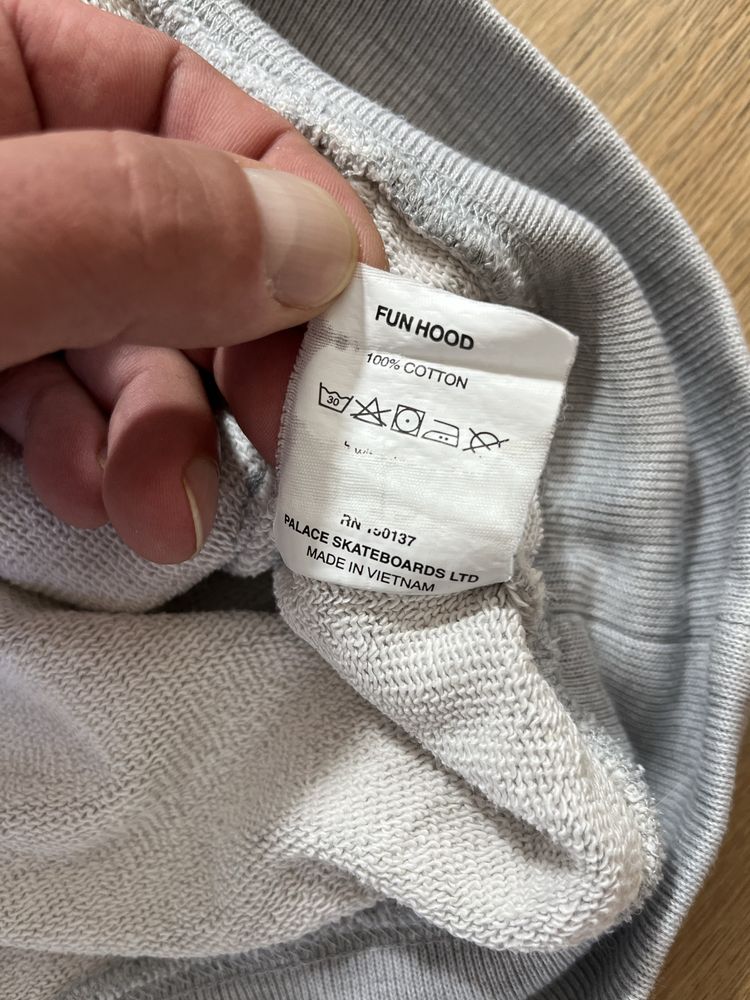 FUN HOOD
100% COTTON
30
RN
PALACE SKATEBOARDS LTD
MADE IN VIETNAM